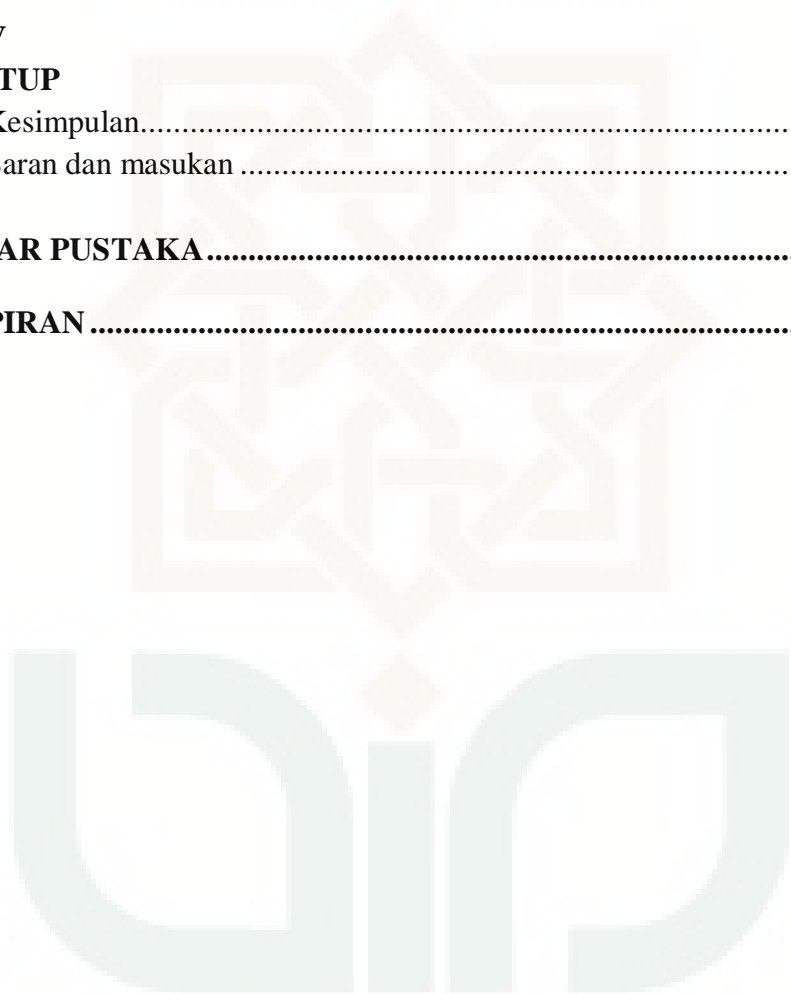 TUP
Kesimpulan...............................................................................
aran dan masukan ...................................................................
AR PUSTAKA.......................................................................
PIRAN.....................................................................................